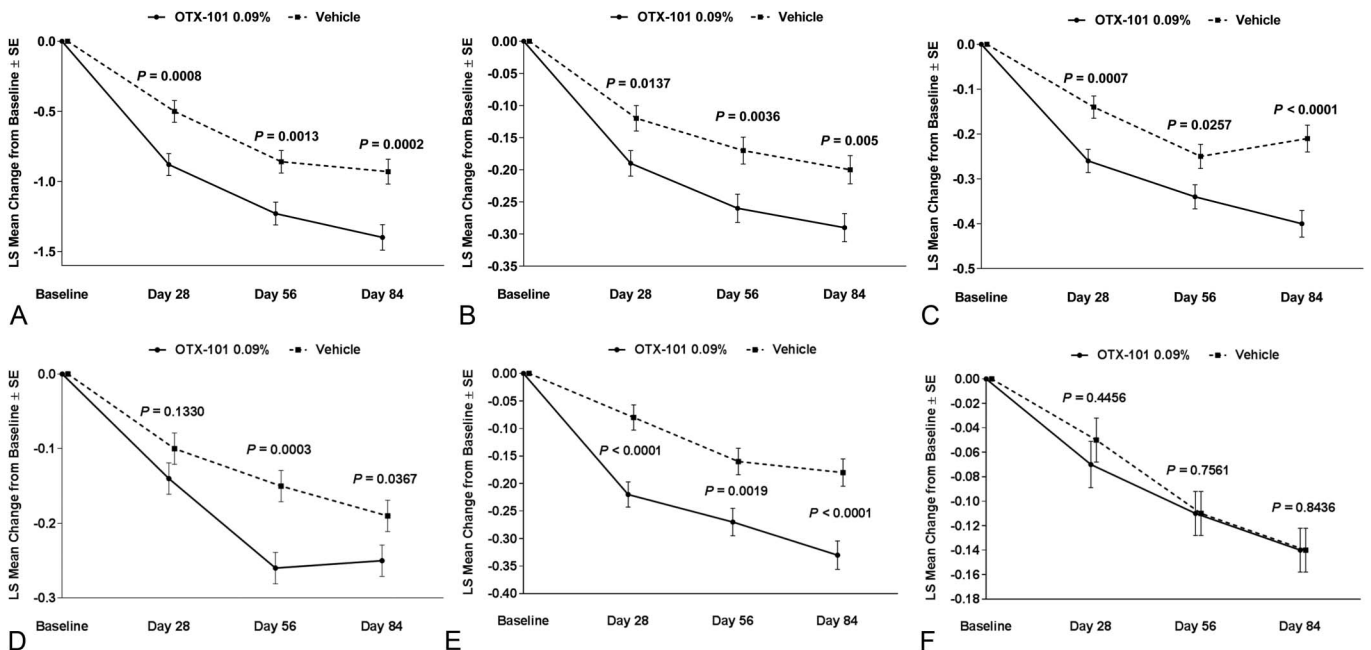 OTX-101 0.09% Vehicle
LS Mean Change from Baseline ± SE
0.0
-0.5
-1.0
-1.5
P = 0.0008
P = 0.0013
P = 0.0002
Baseline Day 28 Day 56 Day 84
A
OTX-101 0.09% Vehicle
LS Mean Change from Baseline ± SE
0.00
-0.05
-0.10
-0.15
-0.20
-0.25
-0.30
-0.35
P = 0.0137
P = 0.0036
P = 0.005
Baseline Day 28 Day 56 Day 84
B
OTX-101 0.09% Vehicle
LS Mean Change from Baseline ± SE
0.0
-0.1
-0.2
-0.3
-0.4
-0.5
P = 0.0007
P = 0.0257
P < 0.0001
Baseline Day 28 Day 56 Day 84
C
OTX-101 0.09% Vehicle
LS Mean Change from Baseline ± SE
0.0
-0.1
-0.2
-0.3
P = 0.1330
P = 0.0003
P = 0.0367
Baseline Day 28 Day 56 Day 84
D
OTX-101 0.09% Vehicle
LS Mean Change from Baseline ± SE
0.00
-0.05
-0.10
-0.15
-0.20
-0.25
-0.30
-0.35
-0.40
P < 0.0001
P = 0.0019
P < 0.0001
Baseline Day 28 Day 56 Day 84
E
OTX-101 0.09% Vehicle
LS Mean Change from Baseline ± SE
0.00
-0.02
-0.04
-0.06
-0.08
-0.10
-0.12
-0.14
-0.16
-0.18
P = 0.4456
P = 0.7561
P = 0.8436
Baseline Day 28 Day 56 Day 84
F